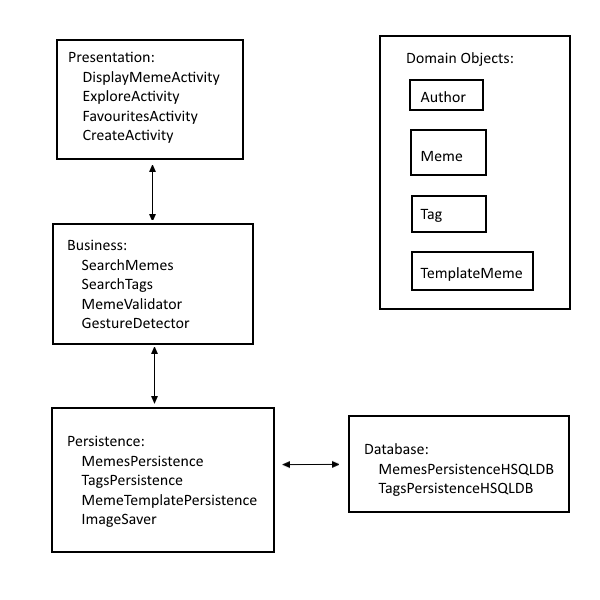 Presentation:
DisplayMemeActivity
ExploreActivity
FavouritesActivity
CreateActivity
Domain Objects:
Author
Meme
Tag
TemplateMeme
Business:
SearchMemes
SearchTags
MemeValidator
GestureDetector
Persistence:
MemesPersistence
TagsPersistence
MemeTemplatePersistence
ImageSaver
Database:
MemesPersistenceHSQLDB
TagsPersistenceHSQLDB